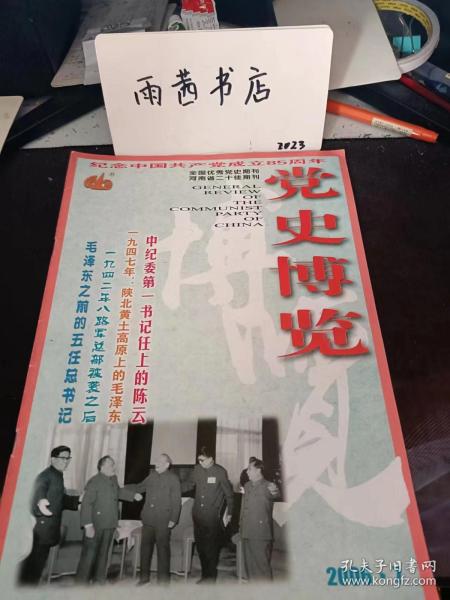 雨茜书店
2023
纪念中国共产党成立85周年
全国优秀党史期刊
河南省二十佳期刊
GENERAL
REVIEW
OF
THE
COMMUNIST
PARTY
OF
CHINA
党史博览
中纪委第一书记任上的陈云
一九四七年：陕北黄土高原上的毛泽东
一九四二年八路军总部被袭之后
毛泽东之前的五任总书记
孔夫子旧书网